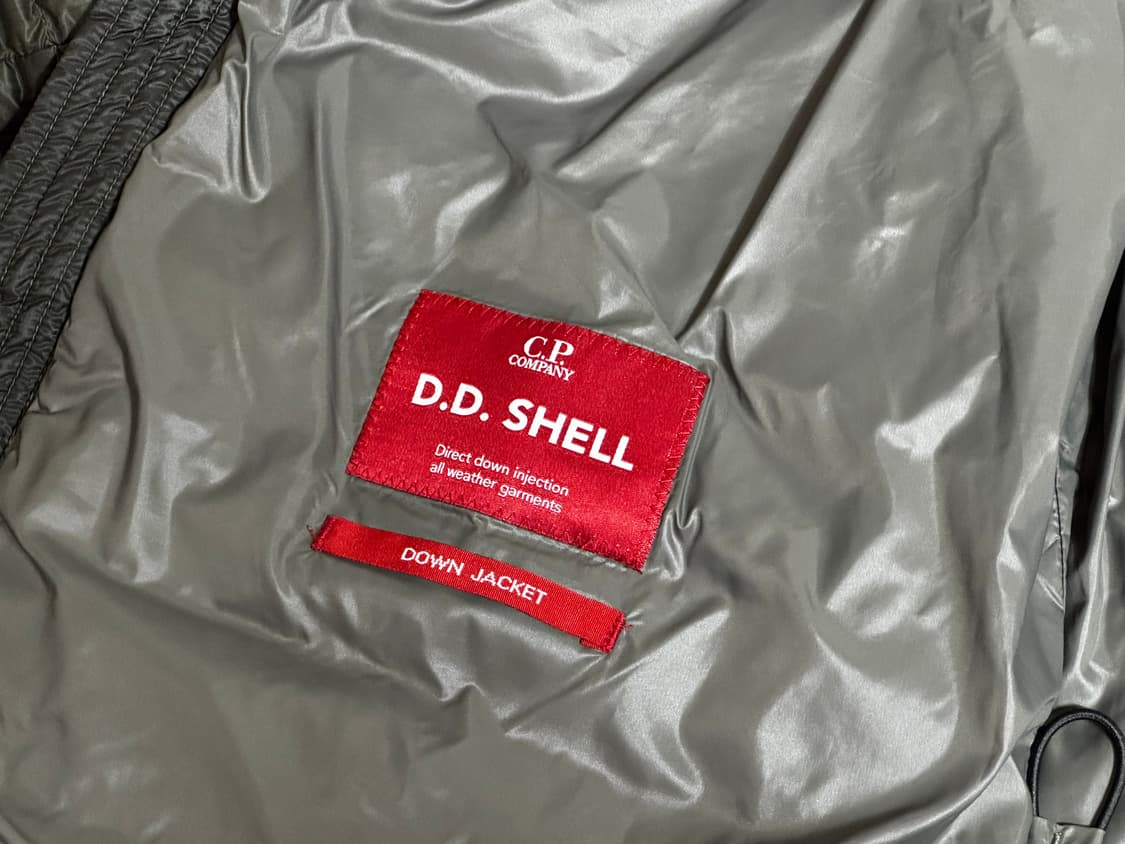 C.P.
COMPANY
D.D. SHELL
Direct down injection
all weather garments
DOWN JACKET